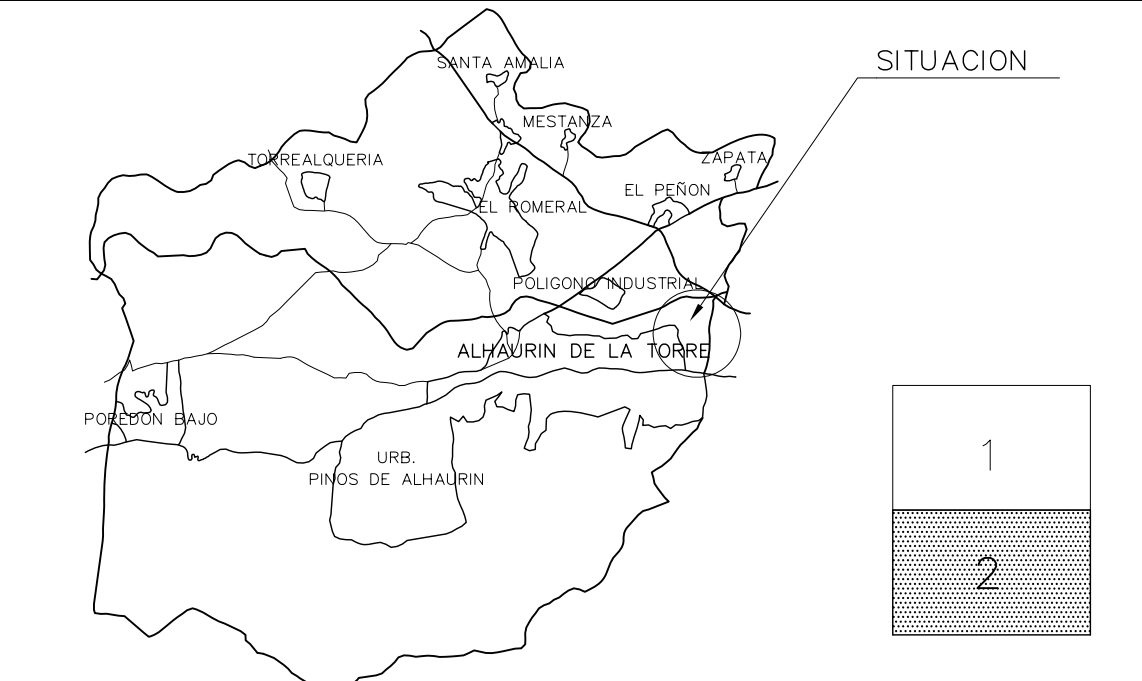 SITUACION
SANTA AMALIA
MESTANZA
TORREALQUERIA
ZAPATA
EL PEÑON
EL ROMERAL
POLIGONO INDUSTRIAL
ALHAURIN DE LA TORRE
POREDON BAJO
URB.
PINOS DE ALHAURIN
1
2